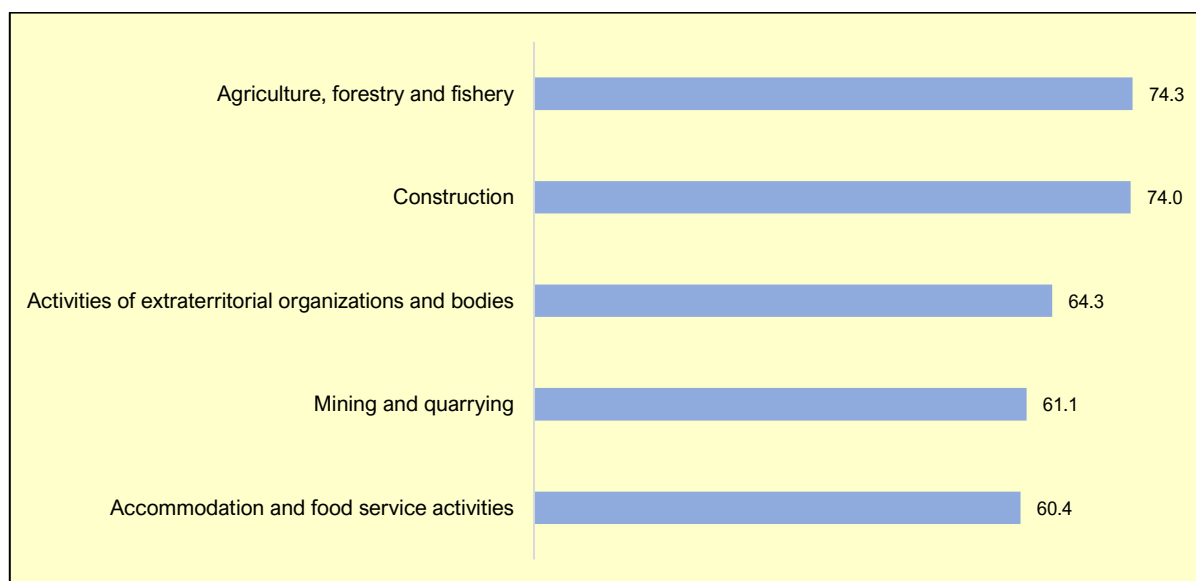 Agriculture, forestry and fishery 74.3
Construction 74.0
Activities of extraterritorial organizations and bodies 64.3
Mining and quarrying 61.1
Accommodation and food service activities 60.4